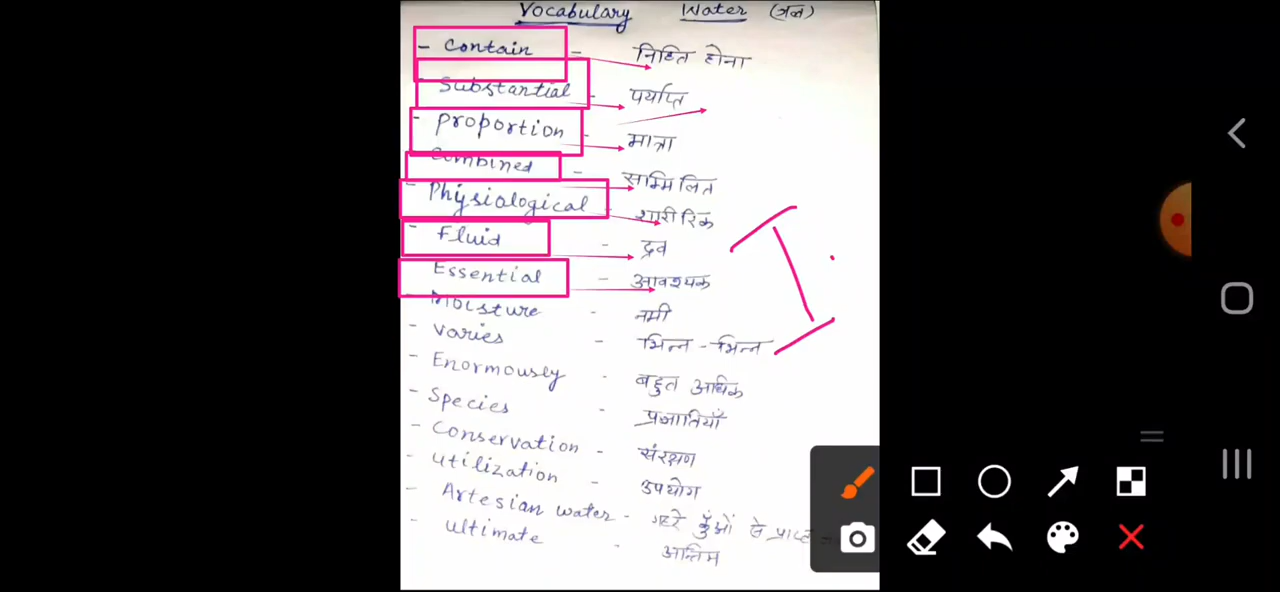 Vocabulary Water (जल)
- Contain - निहित होना
Substantial - पर्याप्त
- Proportion - मात्रा
Combined - सम्मिलित
- Physiological - शारीरिक
- Fluid - द्रव
Essential - आवश्यक
- Moisture - नमी
- Varies - भिन्न - भिन्न
- Enormously - बहुत अधिक
- Species - प्रजातियाँ
- Conservation - संरक्षण
- Utilization - उपयोग
- Artesian water - गहरे कुँओं से प्राप्त
- Ultimate - अन्तिम